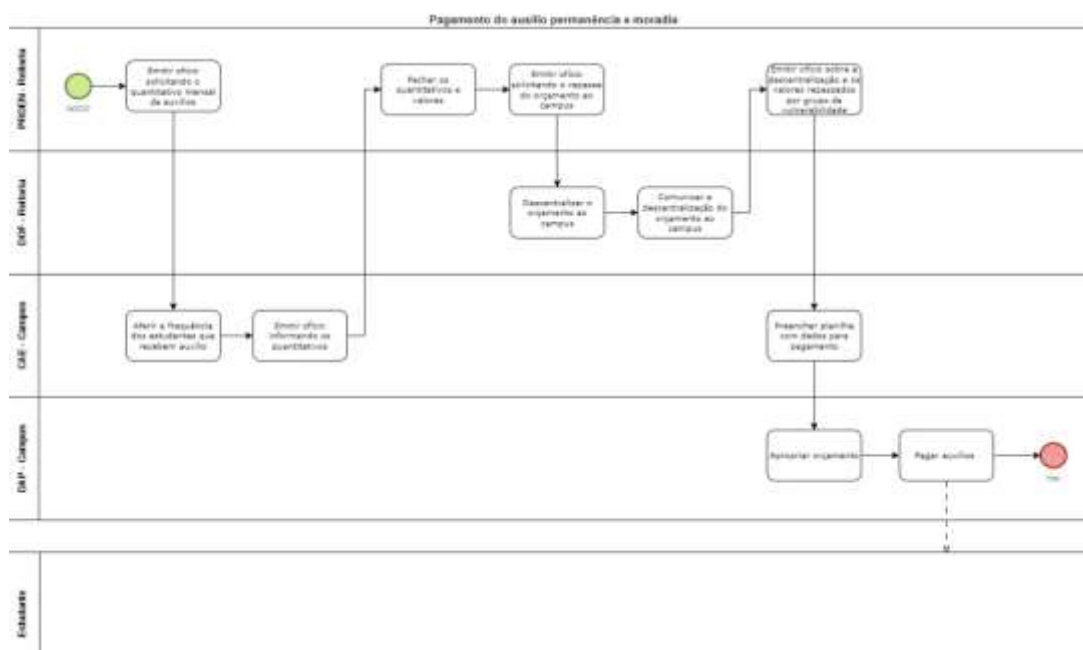 Pagamento do auxílio permanência e moradia
PROEN - Reitoria
Início
Emitir ofício
solicitando o
quantitativo mensal
de auxílios
Fechar os
quantitativos e
valores
Emitir ofício
solicitando o repasse
do orçamento ao
campus
Emitir ofício sobre a
descentralização e os
valores repassados
por grupo de
vulnerabilidade
DOF - Reitoria
Descentralizar o
orçamento ao
campus
Comunicar a
descentralização do
orçamento ao
campus
CAE - Campus
Aferir a frequência
dos estudantes que
recebem auxílio
Emitir ofício
informando os
quantitativos
Preencher planilha
com dados para
pagamento
DAP - Campus
Apropriar orçamento
Pagar auxílios
Fim
Estudante